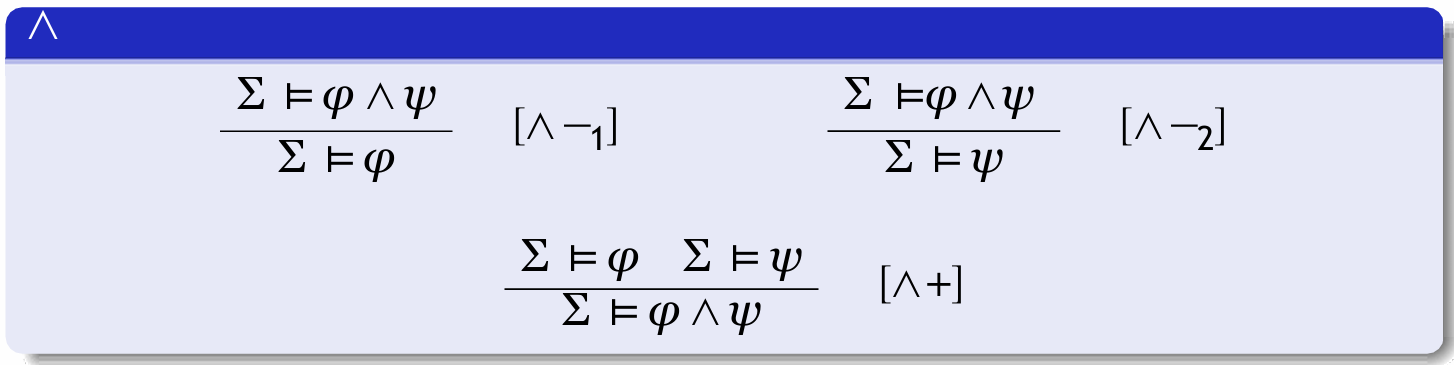 ∧
Σ ⊨ φ ∧ ψ Σ ⊨φ ∧ ψ
[∧ −₁] [∧ −₂]
Σ ⊨ φ Σ ⊨ ψ
Σ ⊨ φ Σ ⊨ ψ
[∧ +]
Σ ⊨ φ ∧ ψ